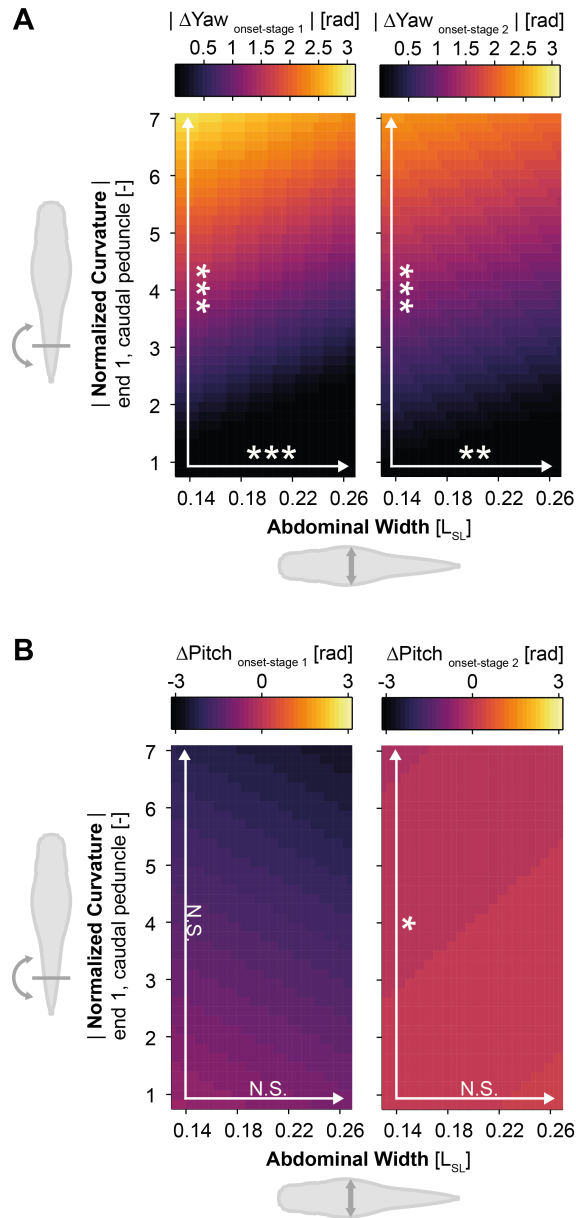 A
| ΔYaw onset-stage 1 | [rad]
| ΔYaw onset-stage 2 | [rad]
0.5 1 1.5 2 2.5 3
0.5 1 1.5 2 2.5 3
| Normalized Curvature |
end 1, caudal peduncle [-]
7
6
5
4
3
2
1
***
***
***
**
0.14 0.18 0.22 0.26
0.14 0.18 0.22 0.26
Abdominal Width [LSL]
B
ΔPitch onset-stage 1 [rad]
ΔPitch onset-stage 2 [rad]
-3 0 3
-3 0 3
| Normalized Curvature |
end 1, caudal peduncle [-]
7
6
5
4
3
2
1
N.S.
*
N.S.
N.S.
0.14 0.18 0.22 0.26
0.14 0.18 0.22 0.26
Abdominal Width [LSL]